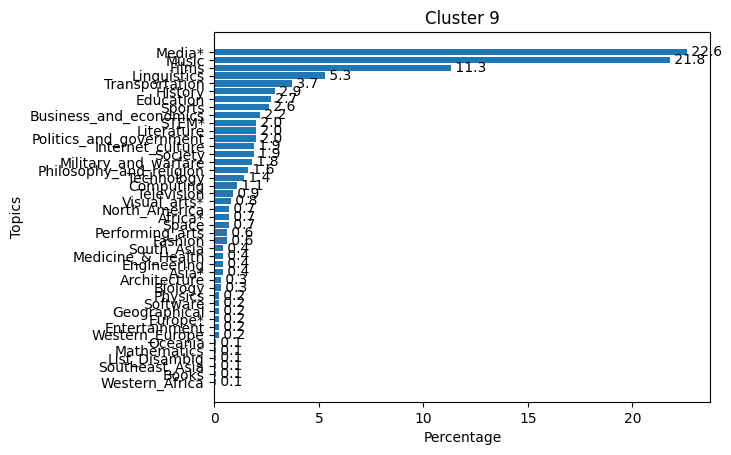 Cluster 9
Media* 22.6
Music 21.8
Films 11.3
Linguistics 5.3
Transportation 3.7
History 2.9
Education 2.7
Sports 2.6
Business_and_economics 2.2
STEM* 2.0
Literature 2.0
Politics_and_government 2.0
Internet_culture 1.9
Society 1.9
Military_and_warfare 1.8
Philosophy_and_religion 1.6
Technology 1.4
Computing 1.1
Television 0.9
Visual_arts* 0.8
North_America 0.7
Africa* 0.7
Space 0.7
Performing_arts 0.6
Fashion 0.6
South_Asia 0.4
Medicine_&_Health 0.4
Engineering 0.4
Asia* 0.4
Architecture 0.3
Biology 0.3
Physics 0.2
Software 0.2
Geographical 0.2
Europe* 0.2
Entertainment 0.2
Western_Europe 0.2
Oceania 0.1
Mathematics 0.1
List_Disambig 0.1
Southeast_Asia 0.1
Books 0.1
Western_Africa 0.1
Topics
0 5 10 15 20
Percentage